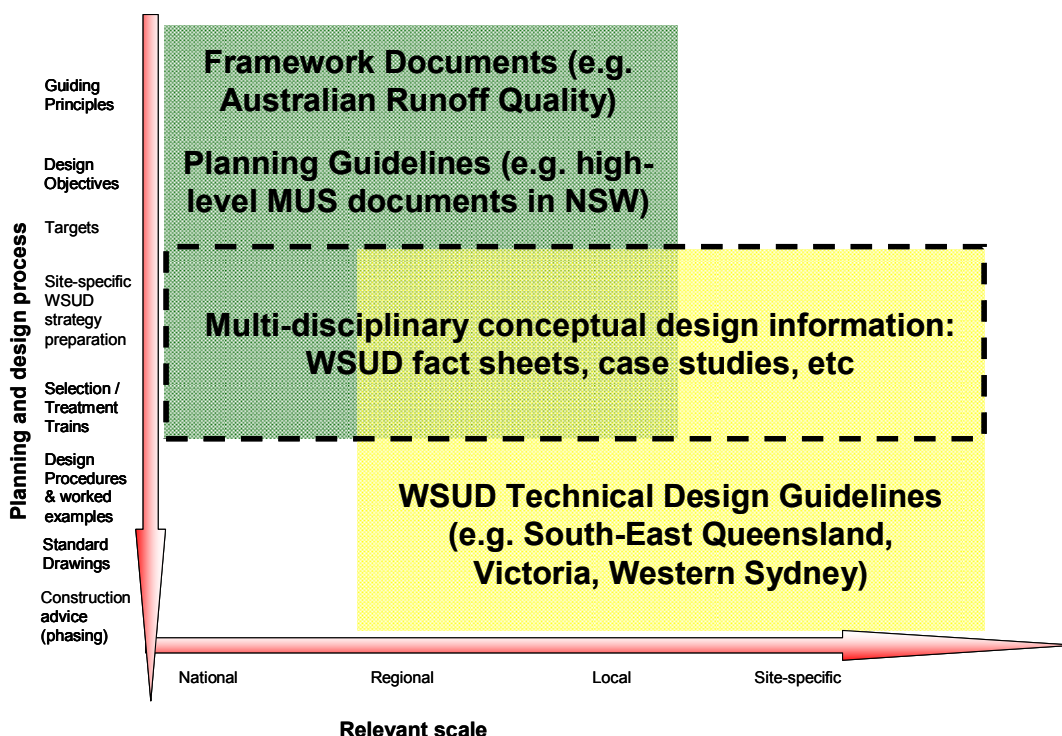 Framework Documents (e.g.
Australian Runoff Quality)
Planning Guidelines (e.g. high-
level MUS documents in NSW)
Multi-disciplinary conceptual design information:
WSUD fact sheets, case studies, etc
WSUD Technical Design Guidelines
(e.g. South-East Queensland,
Victoria, Western Sydney)
Planning and design process
Guiding
Principles
Design
Objectives
Targets
Site-specific
WSUD
strategy
preparation
Selection /
Treatment
Trains
Design
Procedures
& worked
examples
Standard
Drawings
Construction
advice
(phasing)
National
Regional
Local
Site-specific
Relevant scale